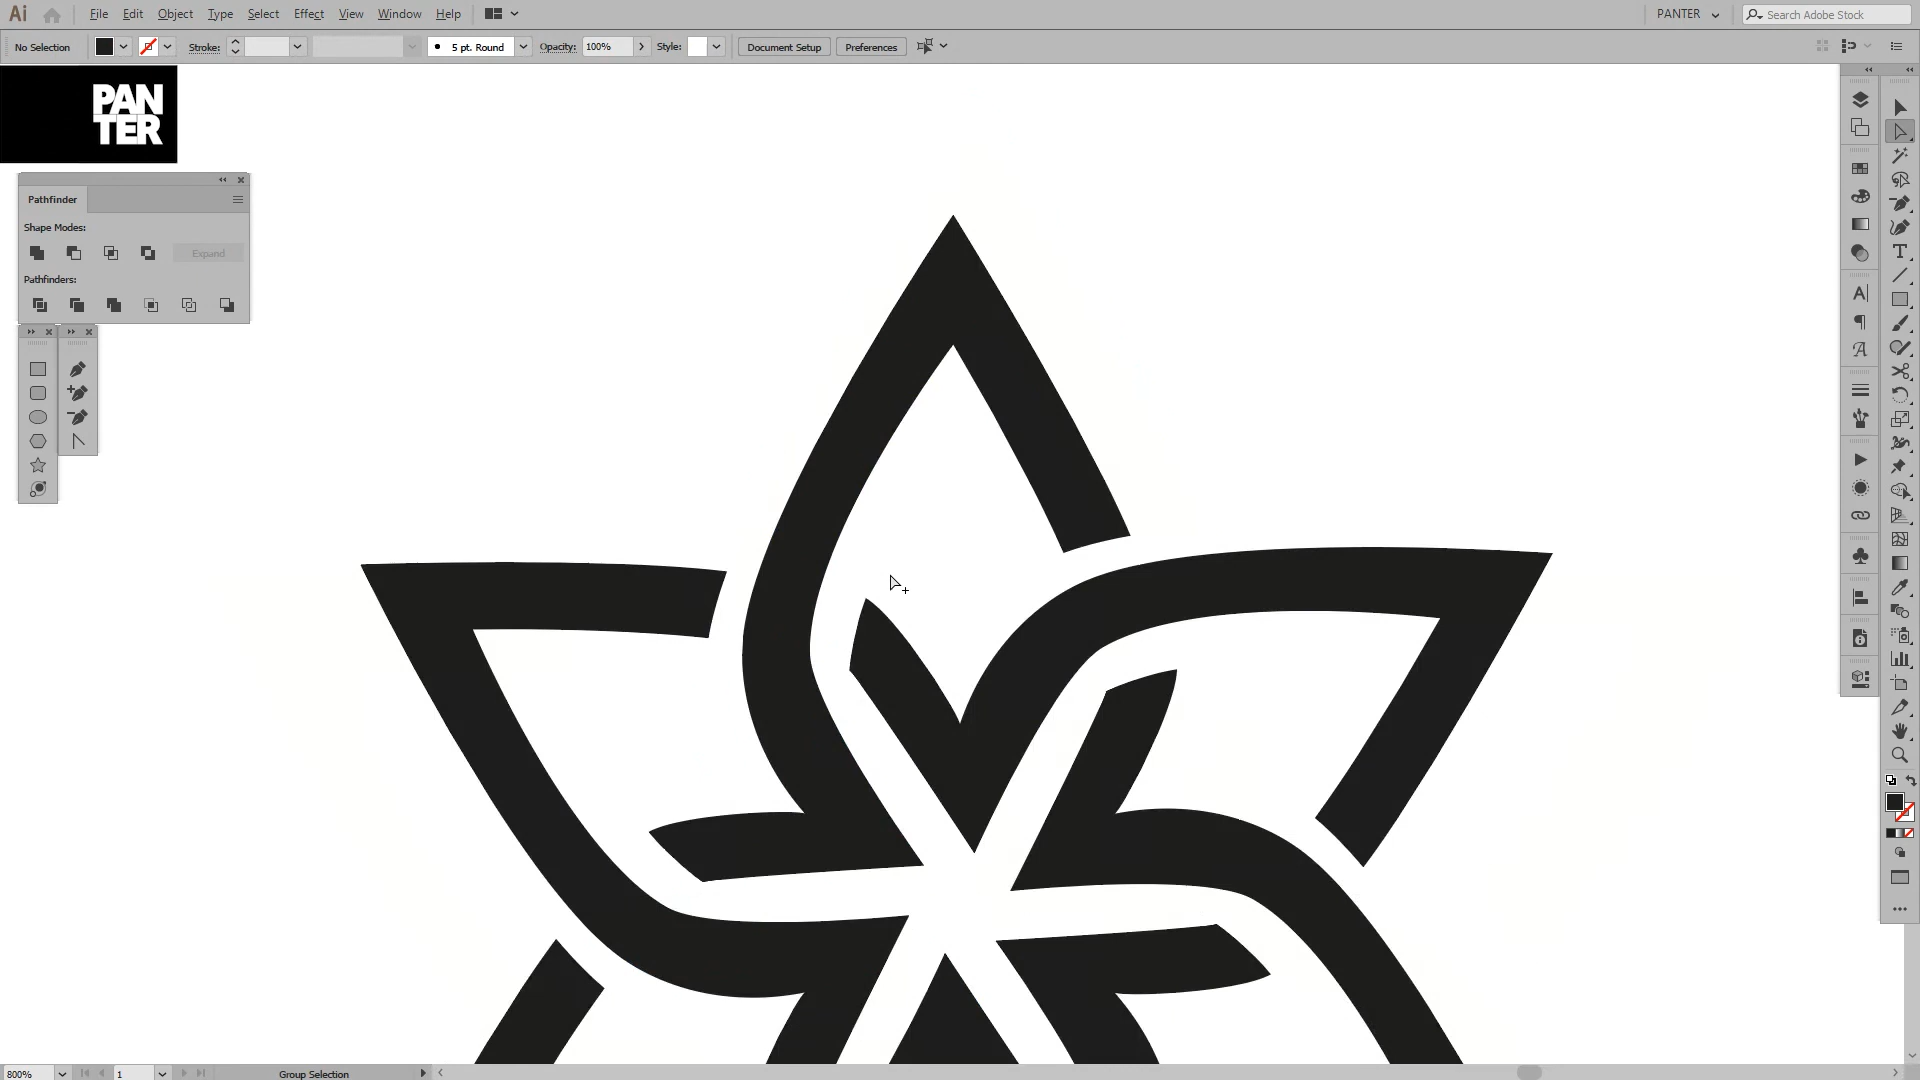 Ai File Edit Object Type Select Effect View Window Help PANTER Search Adobe Stock
No Selection Stroke: 5 pt. Round Opacity: 100% Style: Document Setup Preferences
PAN
TER
Pathfinder
Shape Modes:
Expand
Pathfinders:
800% 1 Group Selection